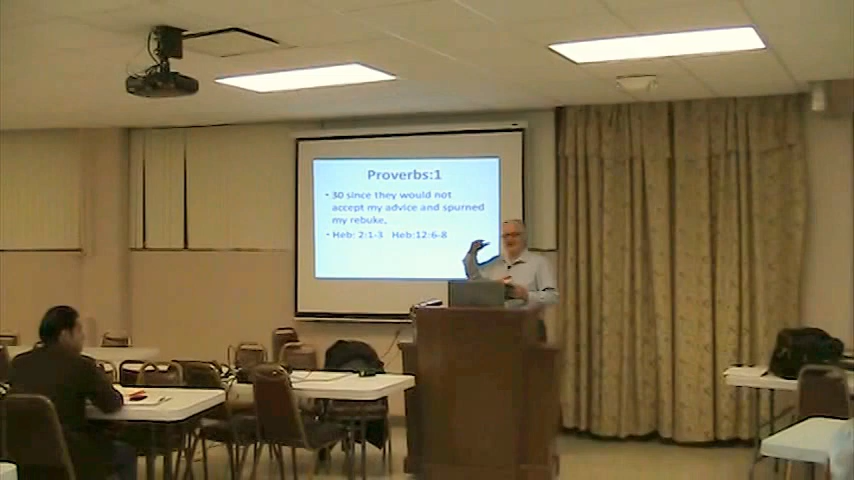 Proverbs:1
• 30 since they would not
accept my advice and spurned
my rebuke.
• Heb: 2:1-3 Heb:12:6-8